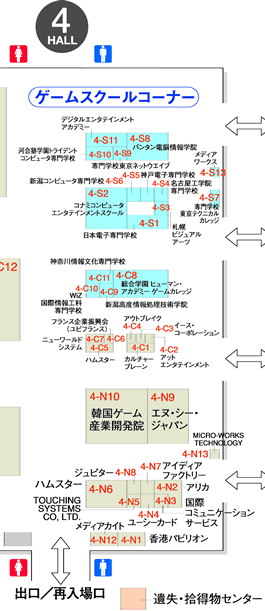 4
HALL
ゲームスクールコーナー
デジタルエンタテインメント
アカデミー
4-S11
4-S8
バンタン電脳情報学院
河合塾学園トライデント
コンピュータ専門学校
4-S10
4-S9
専門学校東京ネットウエイブ
メディア
ワークス
4-S13
4-S5
神戸電子専門学校
新潟コンピュータ専門学校
4-S6
4-S4
名古屋工学院
専門学校
4-S2
4-S7
専門学校
東京テクニカル
カレッジ
4-S3
コナミコンピュータ
エンタテインメントスクール
4-S1
日本電子専門学校
札幌
ビジュアル
アーツ
神奈川情報文化専門学校
C12
4-C11
4-C8
4-C10
総合学園ヒューマン・
アカデミー ゲームカレッジ
WIZ
4-C9
国際情報工科
専門学校
新潟高度情報処理技術学院
フランス企業振興会
(ユビフランス)
アウトブレイク
4-C4
4-C3
イース・
コーポレーション
ニューワールド
システム
4-C7
4-C6
4-C5
4-C1
4-C2
ハムスター
カルチャー
ブレーン
アット
エンタテインメント
4-N10
4-N9
韓国ゲーム
産業開発院
エヌ・シー・
ジャパン
MICRO-WORKS
TECHNOLOGY
4-N13
4-N7
アイディア
ファクトリー
ジュピター
4-N8
ハムスター
4-N6
4-N2
アリカ
TOUCHING
SYSTEMS
CO, LTD.
4-N5
4-N3
国際
コミュニケーション
サービス
4-N4
ユーシーカード
メディアカイト
4-N12
4-N1
香港パビリオン
出口/再入場口
遺失・拾得物センター